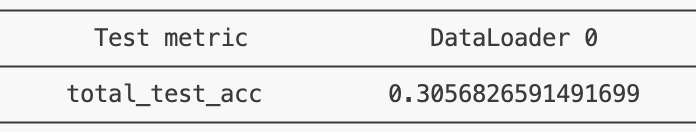 Test metric DataLoader 0
total_test_acc 0.3056826591491699